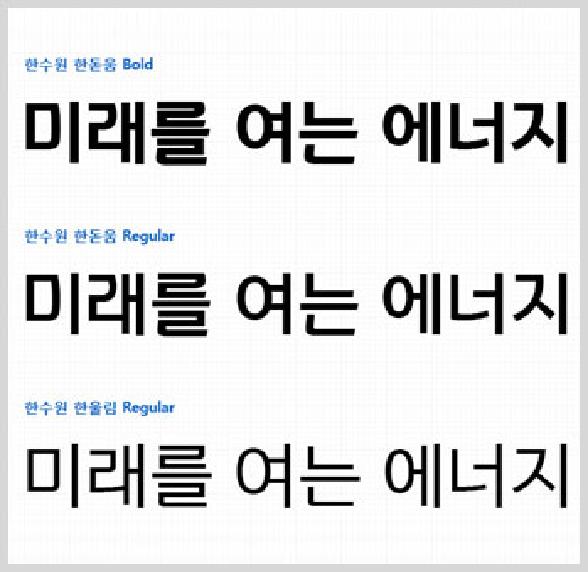 한수원 한돋움 Bold
미래를 여는 에너지
한수원 한돋움 Regular
미래를 여는 에너지
한수원 한울림 Regular
미래를 여는 에너지